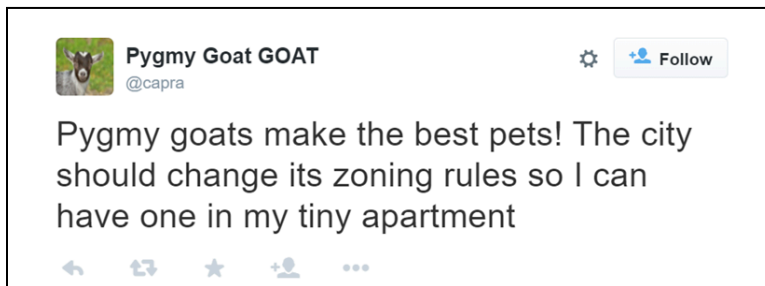 Pygmy Goat GOAT
@capra
Follow
Pygmy goats make the best pets! The city
should change its zoning rules so I can
have one in my tiny apartment